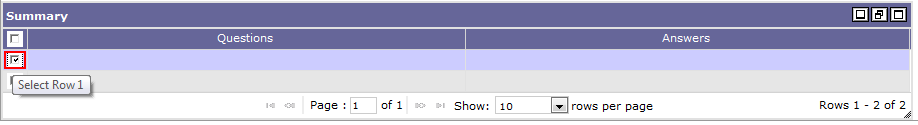 Summary
Questions Answers
Select Row 1
Page : 1 of 1 Show: 10 rows per page Rows 1 - 2 of 2